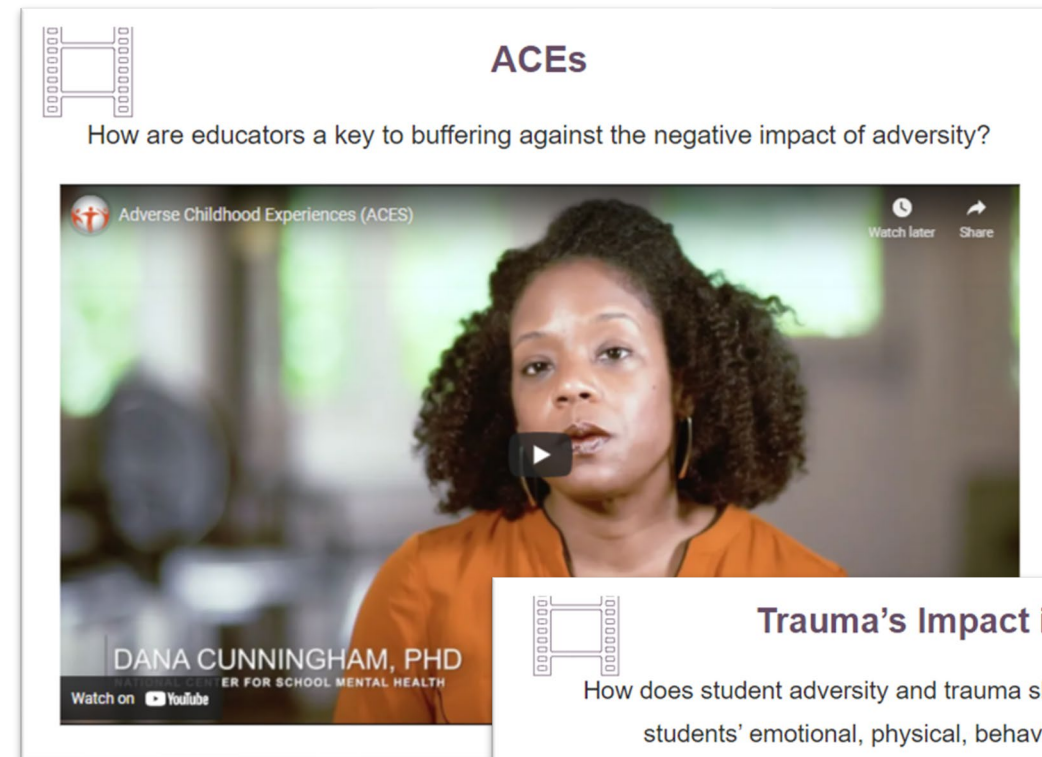 ACEs
How are educators a key to buffering against the negative impact of adversity?
Adverse Childhood Experiences (ACES)
Watch later
Share
DANA CUNNINGHAM, PHD
NATIONAL CENTER FOR SCHOOL MENTAL HEALTH
Watch on YouTube
Trauma’s Impact i
How does student adversity and trauma s
students’ emotional, physical, behav